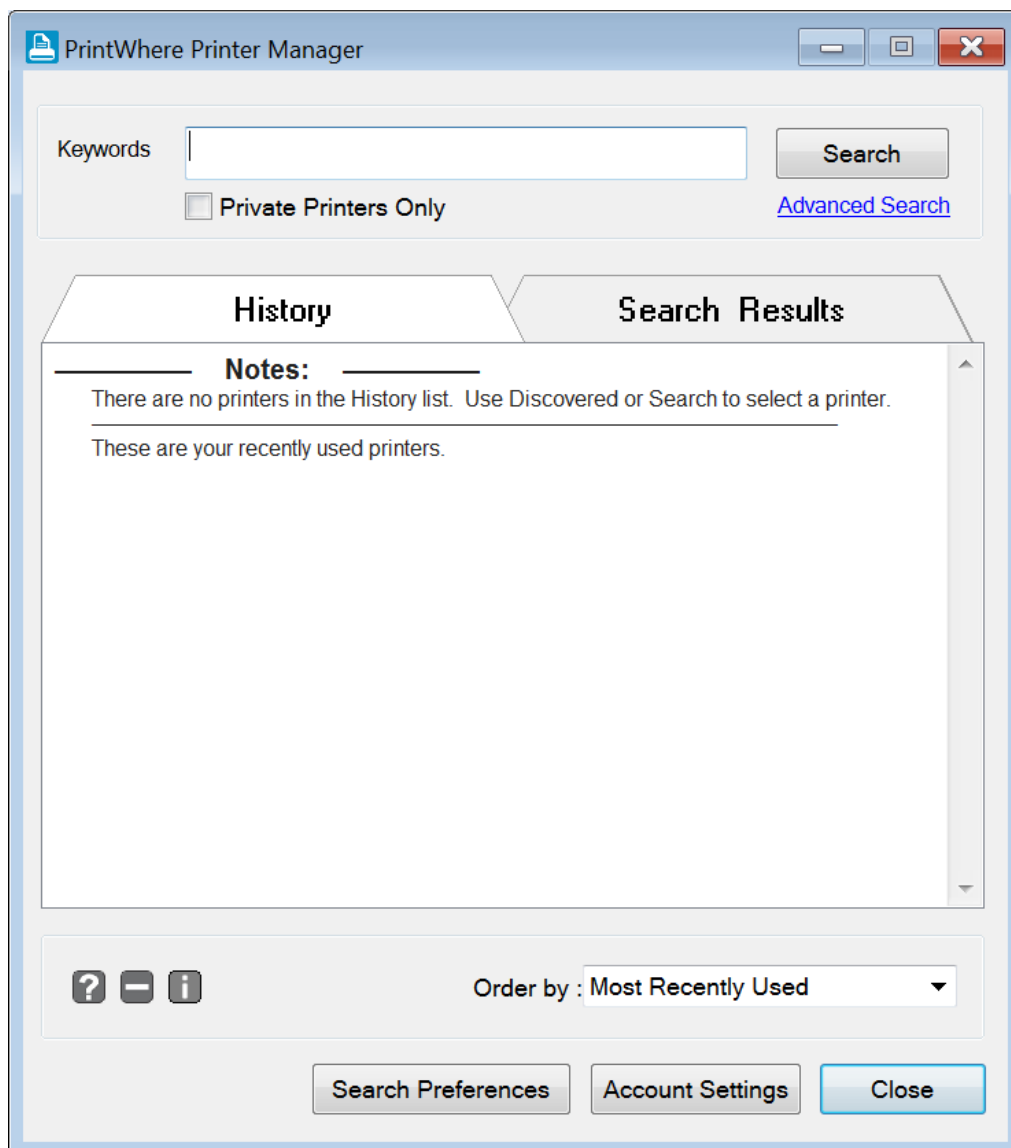 PrintWhere Printer Manager
Keywords
Search
Private Printers Only
Advanced Search
History
Search Results
Notes:
There are no printers in the History list.  Use Discovered or Search to select a printer.
These are your recently used printers.
? i
Order by : Most Recently Used
Search Preferences
Account Settings
Close